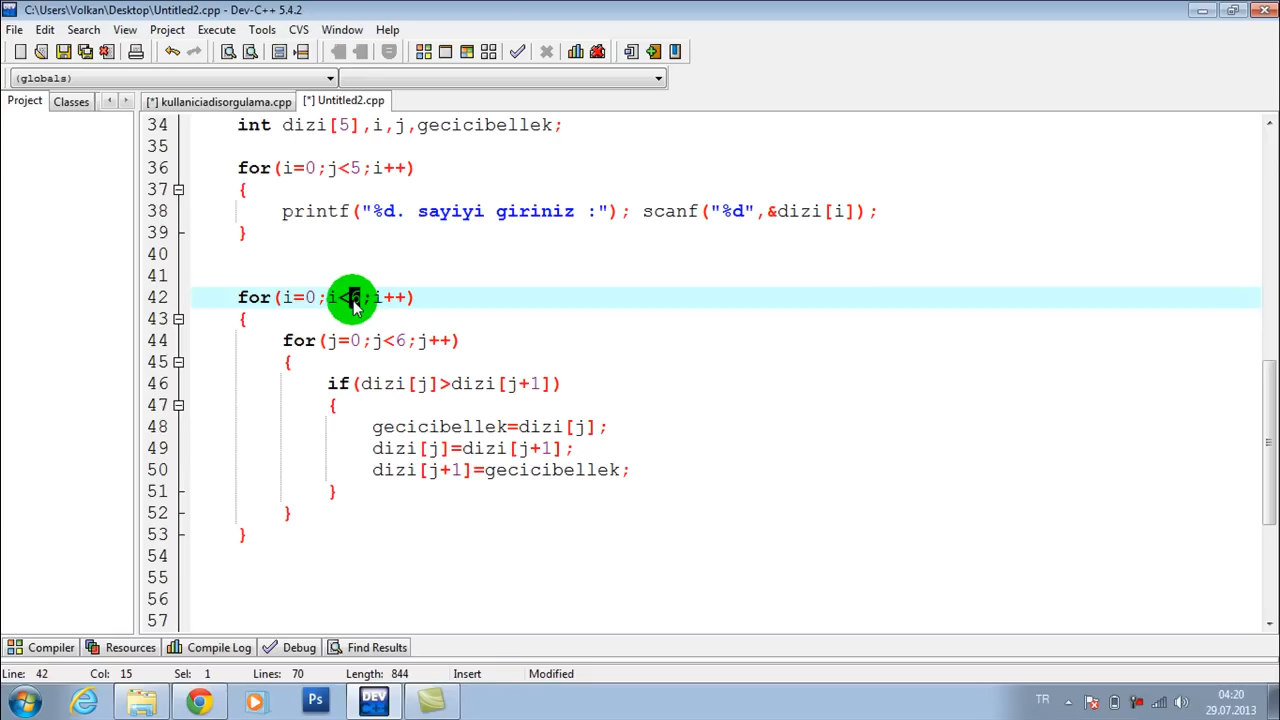 C:\Users\Volkan\Desktop\Untitled2.cpp - Dev-C++ 5.4.2
File Edit Search View Project Execute Tools CVS Window Help
(globals)
Project Classes [*] kullaniciadisorgulama.cpp [*] Untitled2.cpp
34 int dizi[5],i,j,gecicibellek;
35
36 for(i=0;j<5;i++)
37 {
38 printf("%d. sayiyi giriniz :"); scanf("%d",&dizi[i]);
39 }
40
41
42 for(i=0;i<6;i++)
43 {
44 for(j=0;j<6;j++)
45 {
46 if(dizi[j]>dizi[j+1])
47 {
48 gecicibellek=dizi[j];
49 dizi[j]=dizi[j+1];
50 dizi[j+1]=gecicibellek;
51 }
52 }
53 }
54
55
56
57
Compiler Resources Compile Log Debug Find Results
Line: 42 Col: 15 Sel: 1 Lines: 70 Length: 844 Insert Modified
Ps DEV TR 04:20
29.07.2013